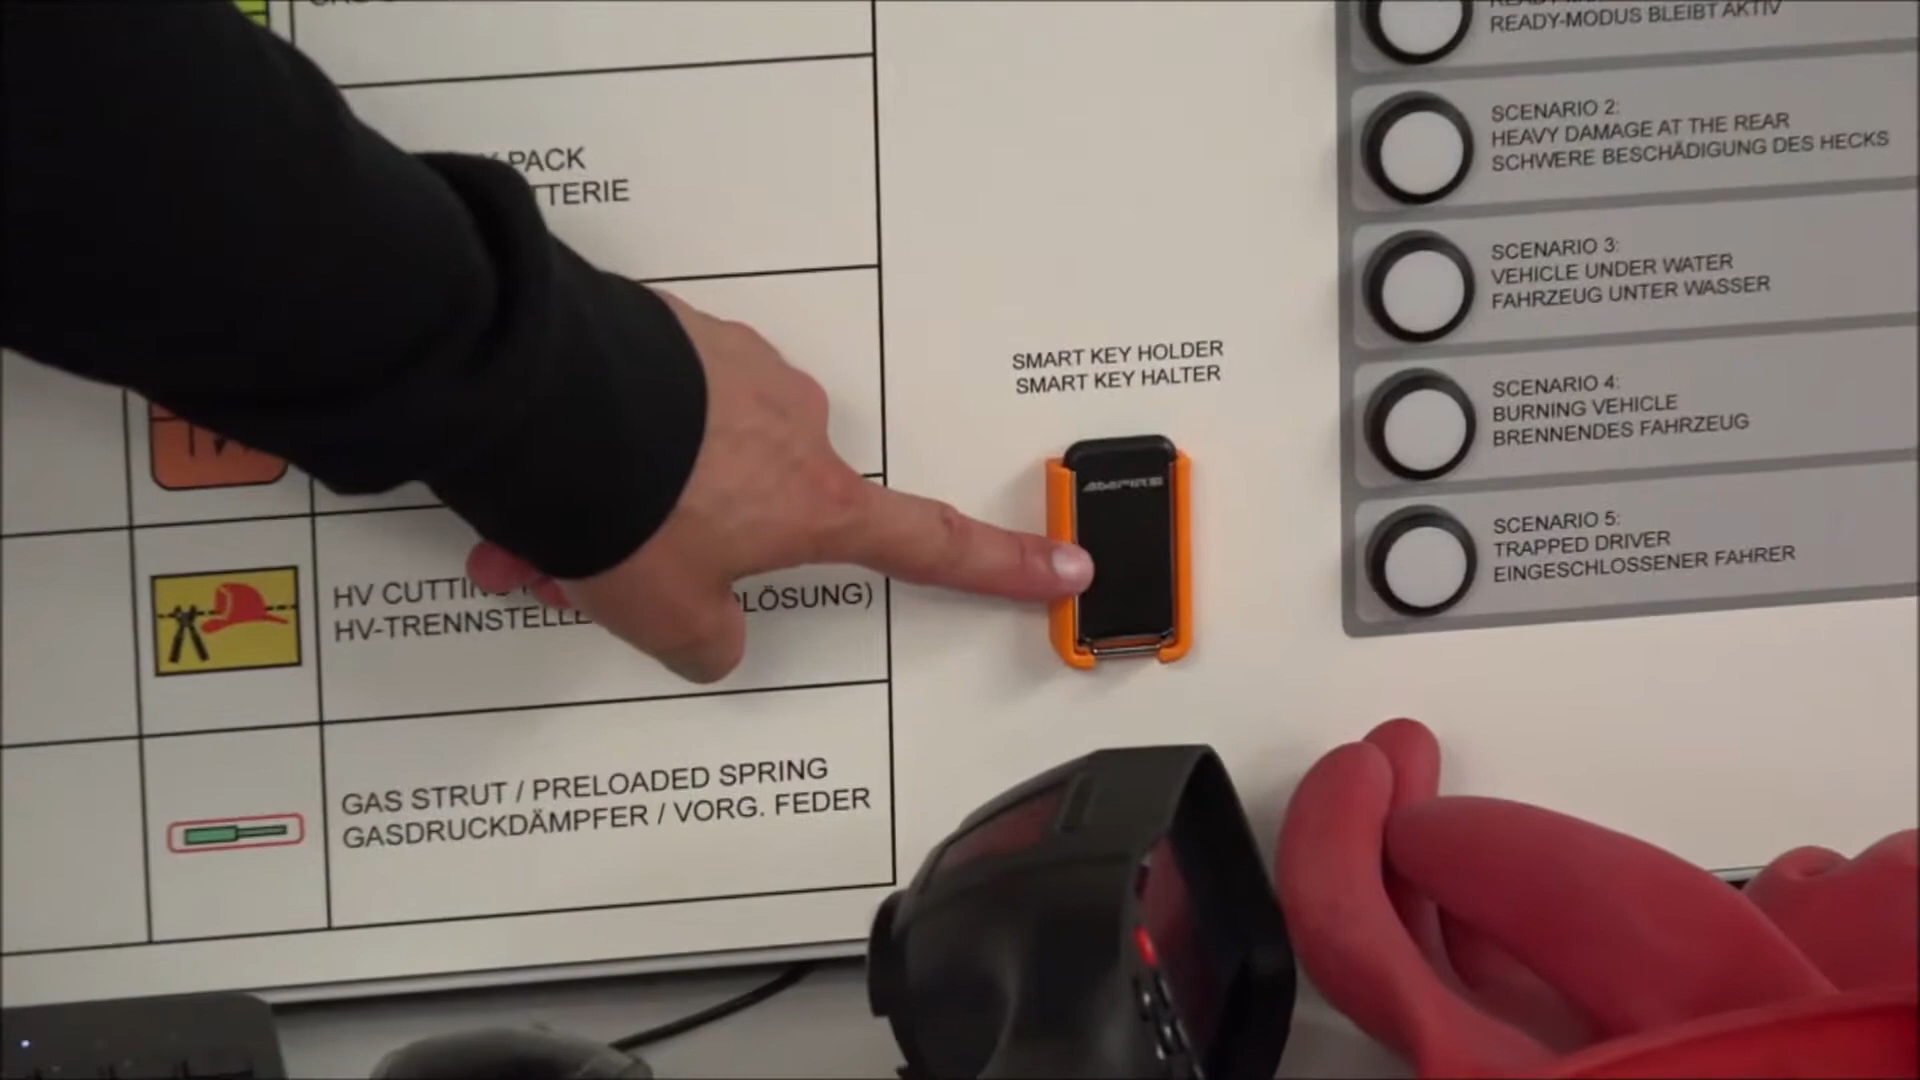 PACK
TTERIE
HV CUTTING
HV-TRENNSTELLE
LÖSUNG)
GAS STRUT / PRELOADED SPRING
GASDRUCKDÄMPFER / VORG. FEDER
SMART KEY HOLDER
SMART KEY HALTER
AMPIRE
READY-MODUS BLEIBT AKTIV
SCENARIO 2:
HEAVY DAMAGE AT THE REAR
SCHWERE BESCHÄDIGUNG DES HECKS
SCENARIO 3:
VEHICLE UNDER WATER
FAHRZEUG UNTER WASSER
SCENARIO 4:
BURNING VEHICLE
BRENNENDES FAHRZEUG
SCENARIO 5:
TRAPPED DRIVER
EINGESCHLOSSENER FAHRER